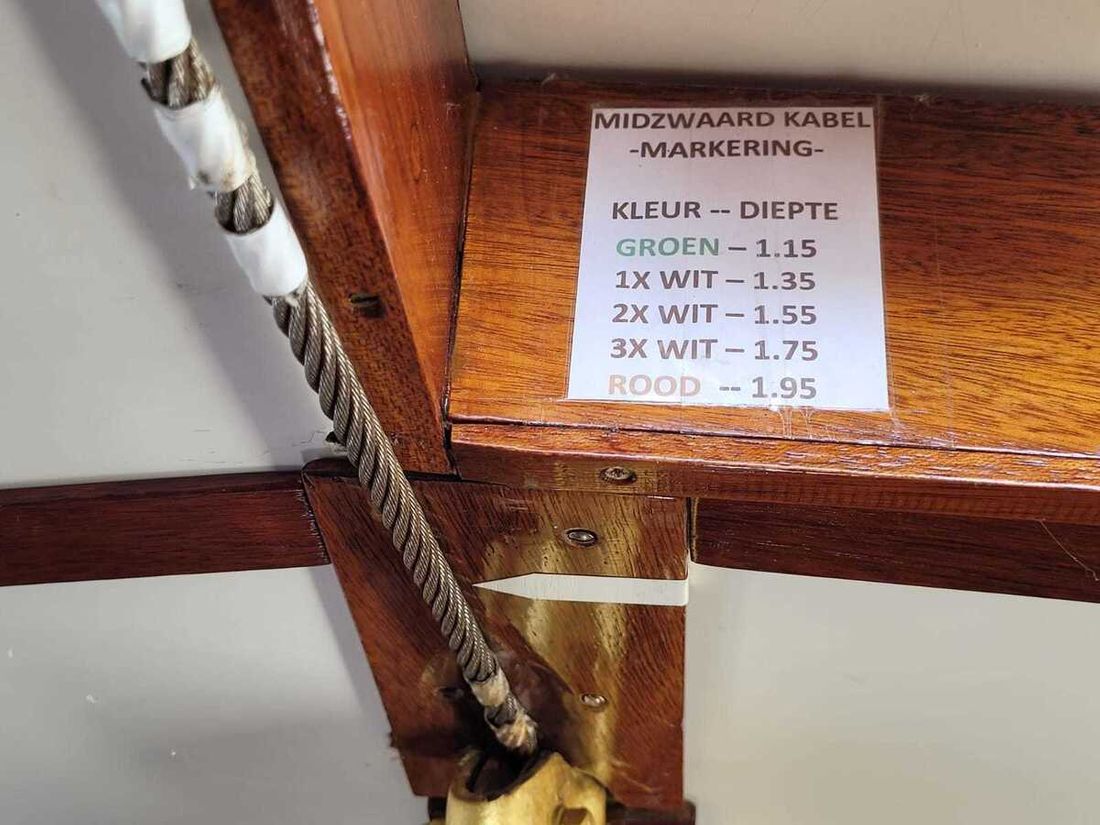 MIDZWAARD KABEL
-MARKERING-
KLEUR -- DIEPTE
GROEN – 1.15
1X WIT – 1.35
2X WIT – 1.55
3X WIT – 1.75
ROOD -- 1.95